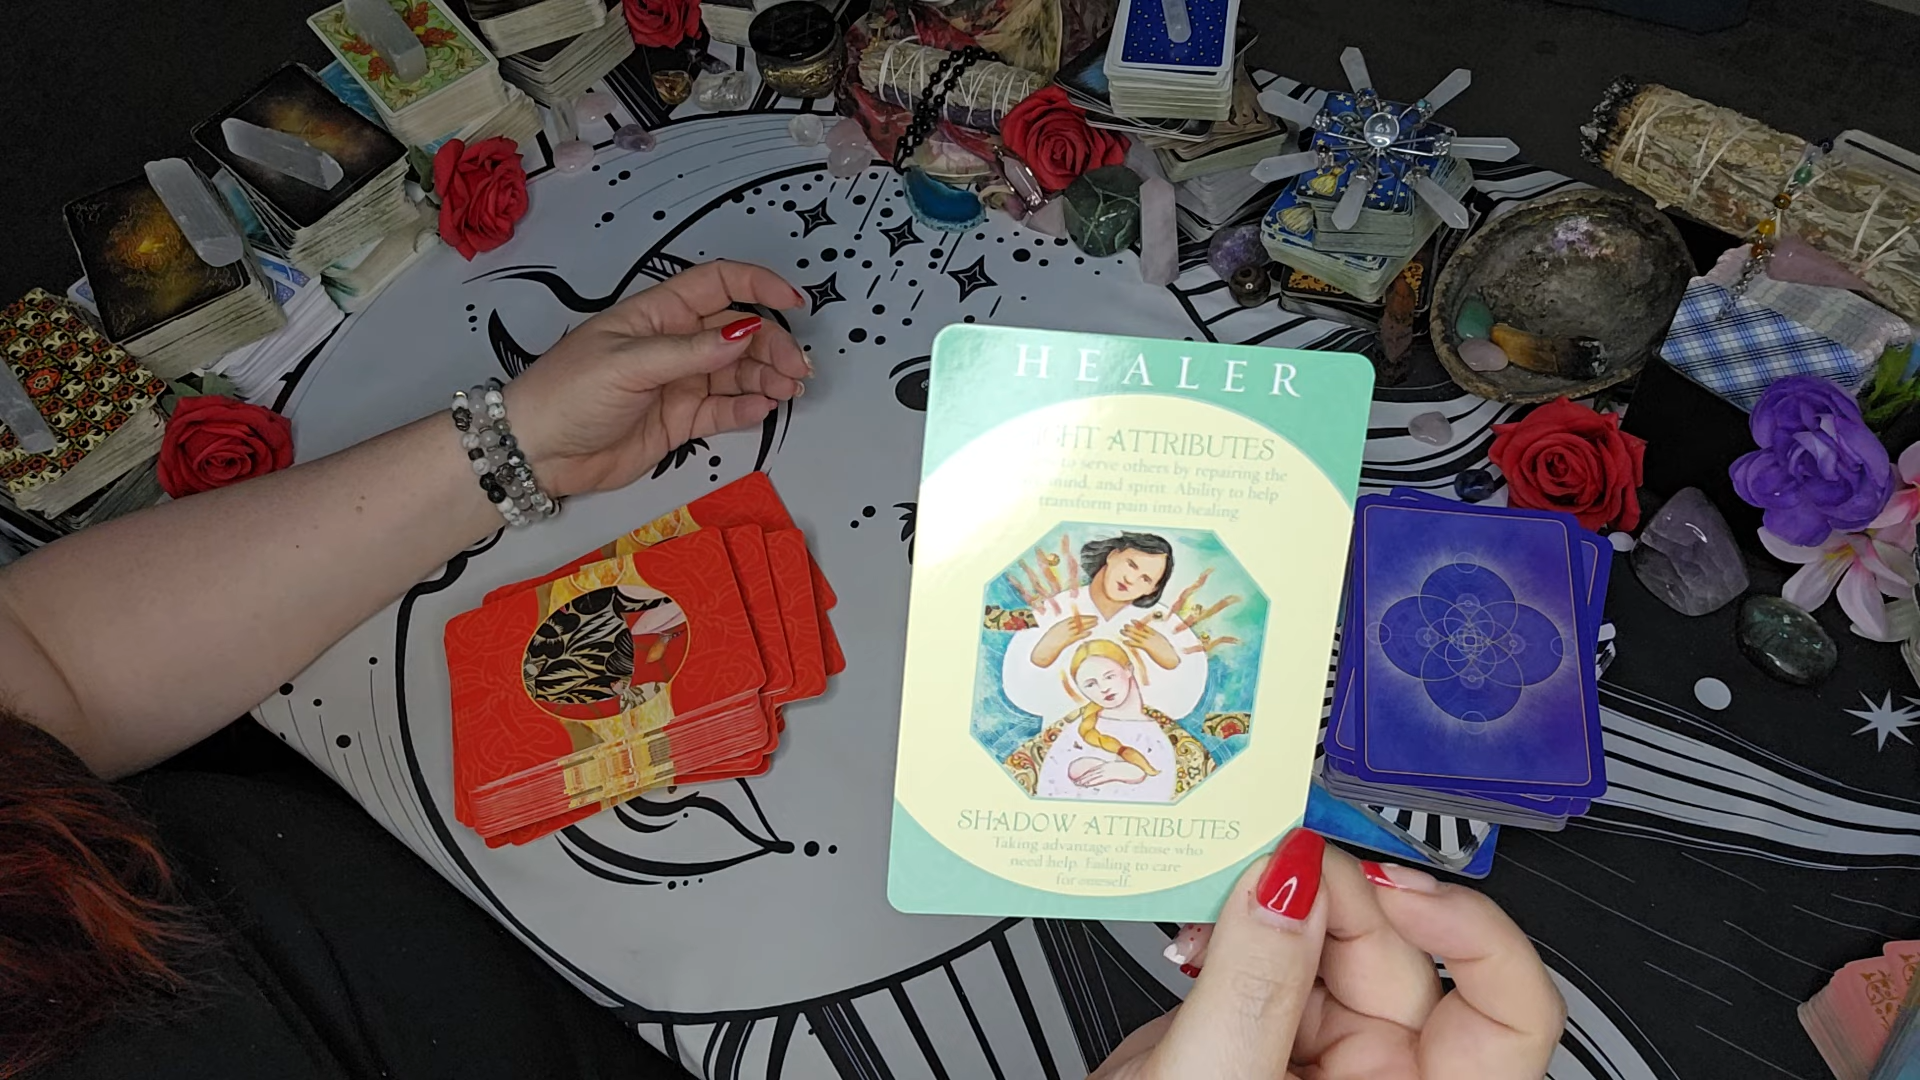 HEALER
ATTRIBUTES
to serve others by repairing the
mind, and spirit. Ability to help
transform pain into healing.
SHADOW ATTRIBUTES
Taking advantage of those who
need help. Failing to care
for oneself.